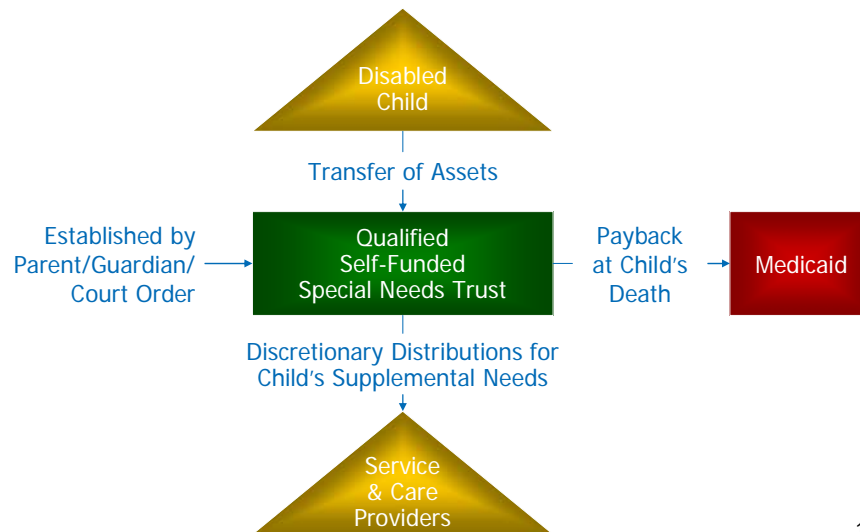 Disabled
Child
Transfer of Assets
Established by
Parent/Guardian/
Court Order
Qualified
Self-Funded
Special Needs Trust
Payback
at Child's
Death
Medicaid
Discretionary Distributions for
Child's Supplemental Needs
Service
& Care
Providers